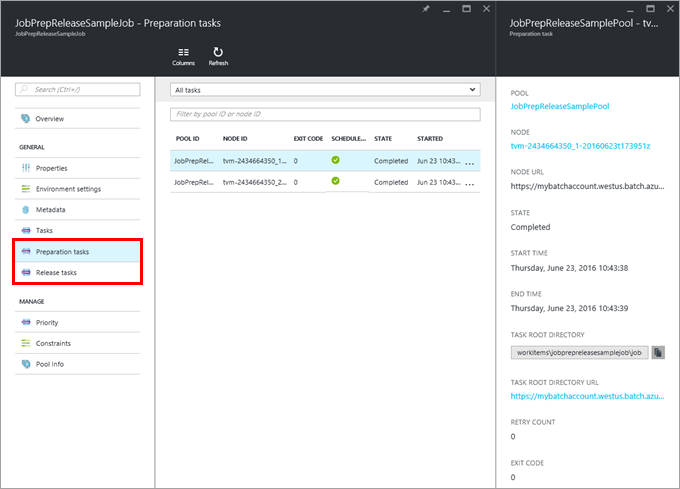 JobPrepReleaseSampleJob - Preparation tasks
JobPrepReleaseSampleJob
Columns
Refresh
Search (Ctrl+/)
Overview
GENERAL
Properties
Environment settings
Metadata
Tasks
Preparation tasks
Release tasks
MANAGE
Priority
Constraints
Pool info
All tasks
Filter by pool ID or node ID
POOL ID NODE ID EXIT CODE SCHEDULE... STATE STARTED
JobPrepRel... tvm-2434664350_1... 0 Completed Jun 23 10:43... ...
JobPrepRel... tvm-2434664350_2... 0 Completed Jun 23 10:43... ...
JobPrepReleaseSamplePool - tv...
Preparation task
POOL
JobPrepReleaseSamplePool
NODE
tvm-2434664350_1-20160623t173951z
NODE URL
https://mybatchaccount.westus.batch.azu...
STATE
Completed
START TIME
Thursday, June 23, 2016 10:43:38
END TIME
Thursday, June 23, 2016 10:43:39
TASK ROOT DIRECTORY
workitems\jobprepreleasesamplejob\job
TASK ROOT DIRECTORY URL
https://mybatchaccount.westus.batch.azu...
RETRY COUNT
0
EXIT CODE
0